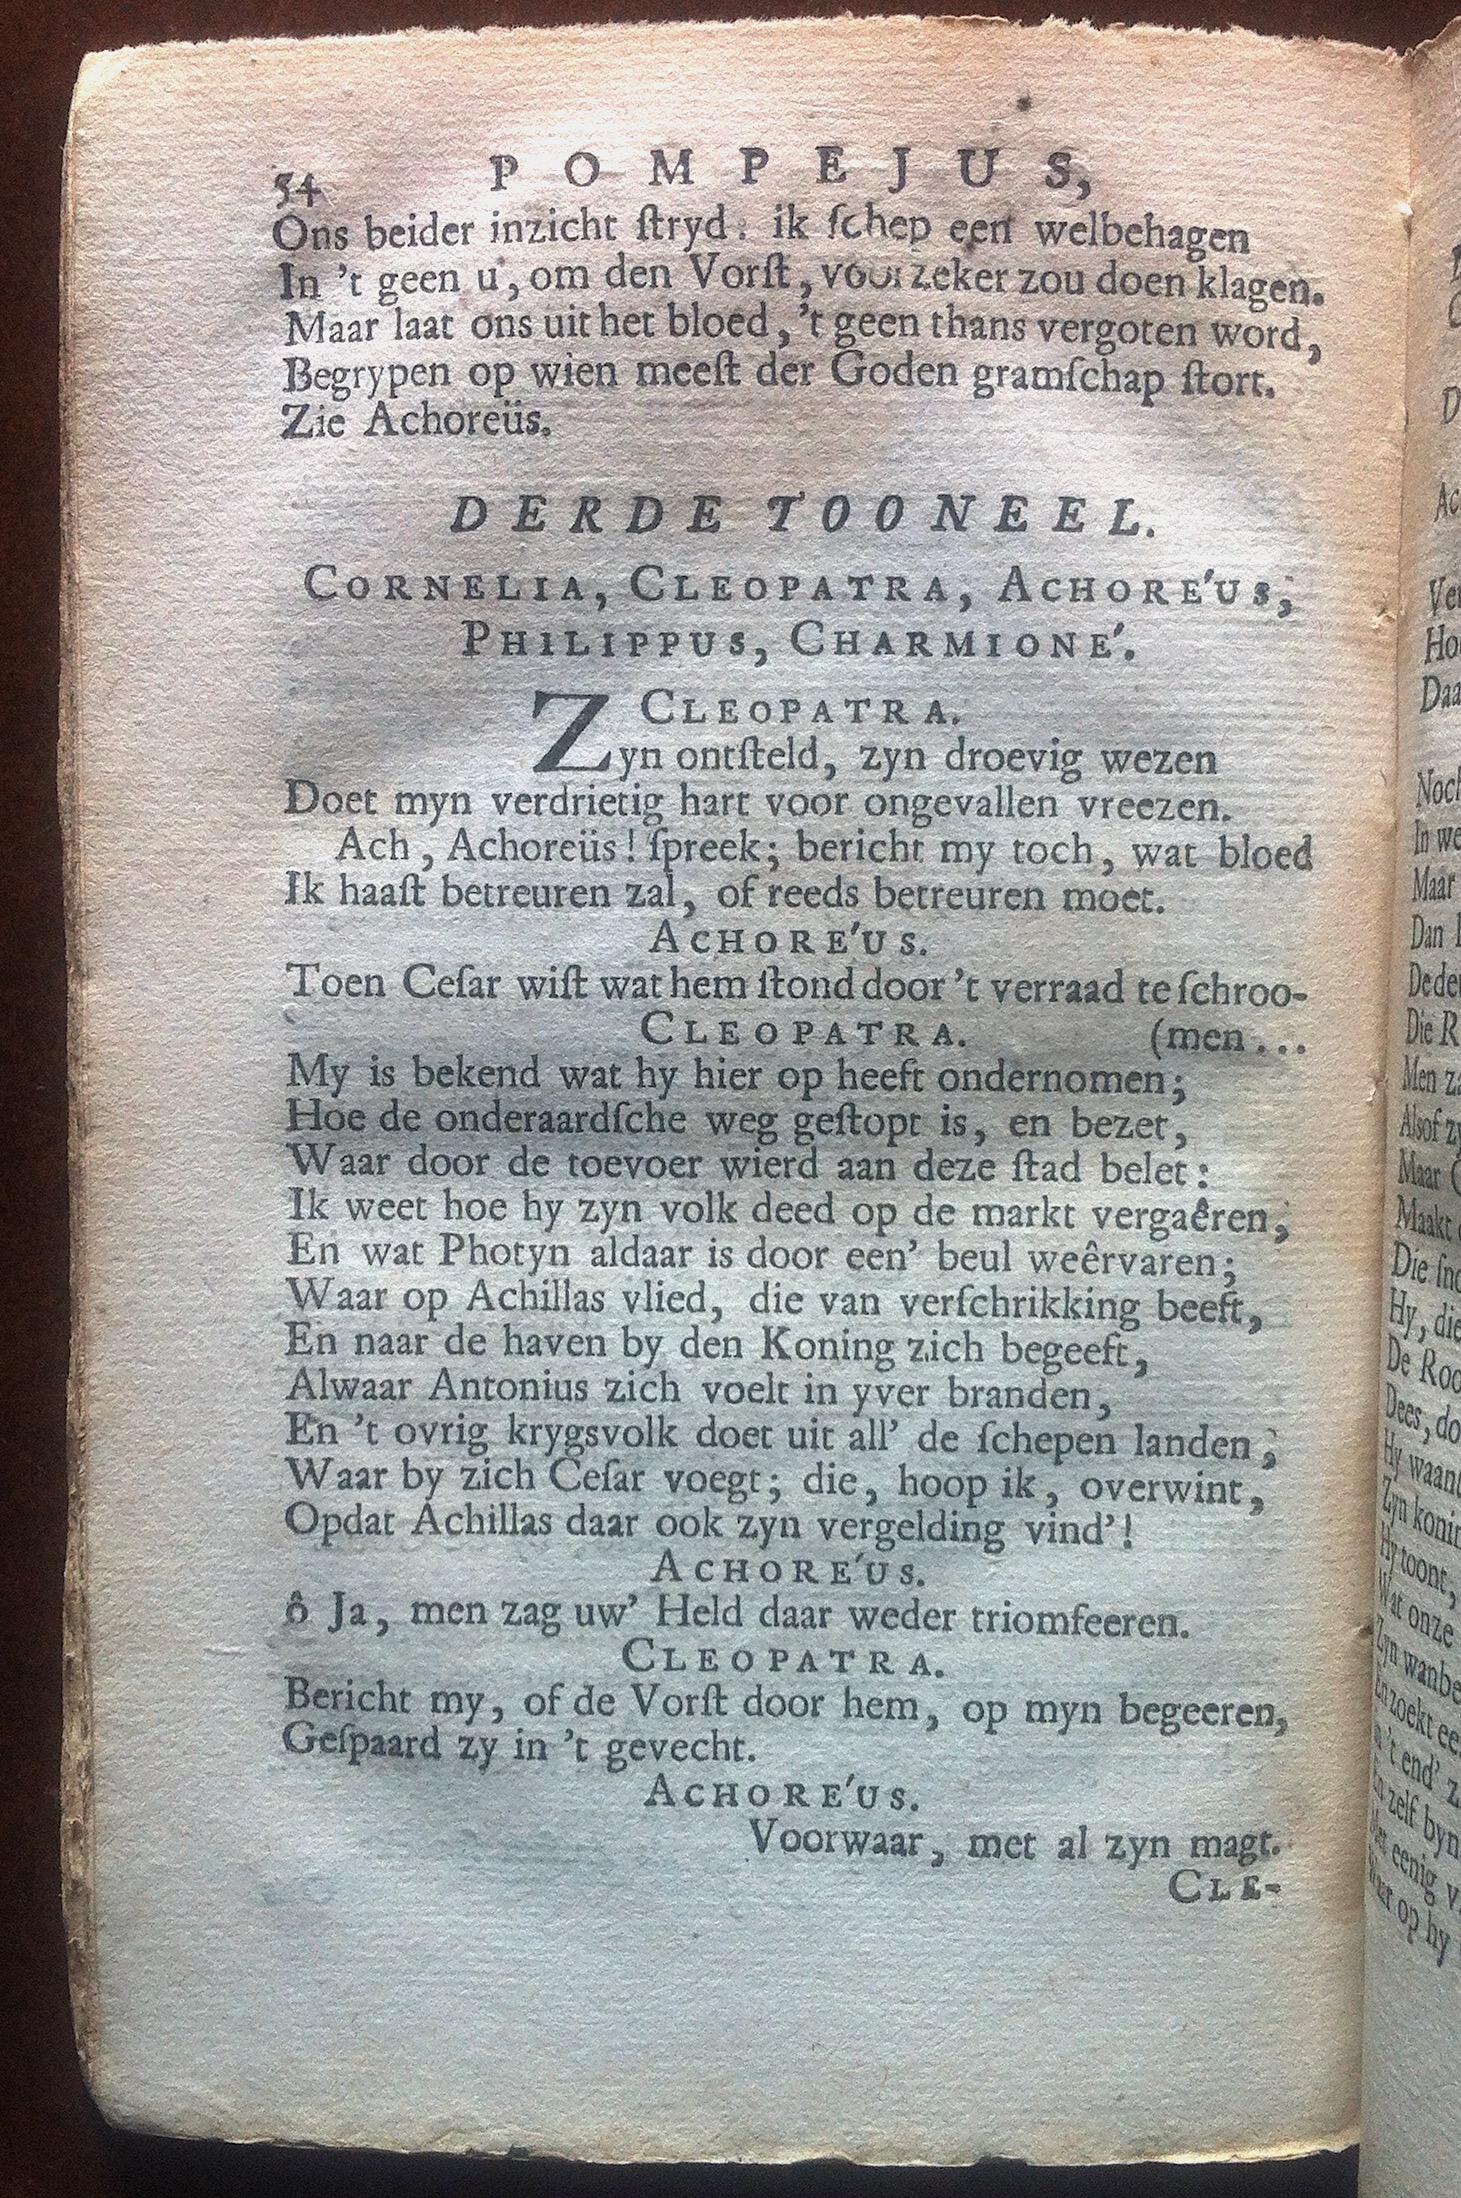 54 POMPEJUS,
Ons beider inzicht ſtryd: ik ſchep een welbehagen
In 't geen u, om den Vorſt, voorzeker zou doen klagen.
Maar laat ons uit het bloed, 't geen thans vergoten word,
Begrypen op wien meeſt der Goden gramſchap ſtort.
Zie Achoreüs.
DERDE TOONEEL.
CORNELIA, CLEOPATRA, ACHORE'US,
PHILIPPUS, CHARMIONE'.
CLEOPATRA.
Zyn ontſteld, zyn droevig wezen
Doet myn verdrietig hart voor ongevallen vreezen.
Ach, Achoreüs! ſpreek; bericht my toch, wat bloed
Ik haaſt betreuren zal, of reeds betreuren moet.
ACHORE'US.
Toen Ceſar wiſt wat hem ſtond door 't verraad te ſchroo-
CLEOPATRA. (men...
My is bekend wat hy hier op heeft ondernomen;
Hoe de onderaardſche weg geſtopt is, en bezet,
Waar door de toevoer wierd aan deze ſtad belet:
Ik weet hoe hy zyn volk deed op de markt vergaêren,
En wat Photyn aldaar is door een' beul weêrvaren;
Waar op Achillas vlied, die van verſchrikking beeft,
En naar de haven by den Koning zich begeeft,
Alwaar Antonius zich voelt in yver branden,
En 't ovrig krygsvolk doet uit all' de ſchepen landen;
Waar by zich Ceſar voegt; die, hoop ik, overwint,
Opdat Achillas daar ook zyn vergelding vind'!
ACHORE'US.
ô Ja, men zag uw' Held daar weder triomfeeren.
CLEOPATRA.
Bericht my, of de Vorſt door hem, op myn begeeren,
Geſpaard zy in 't gevecht.
ACHORE'US.
Voorwaar, met al zyn magt.
CLE-